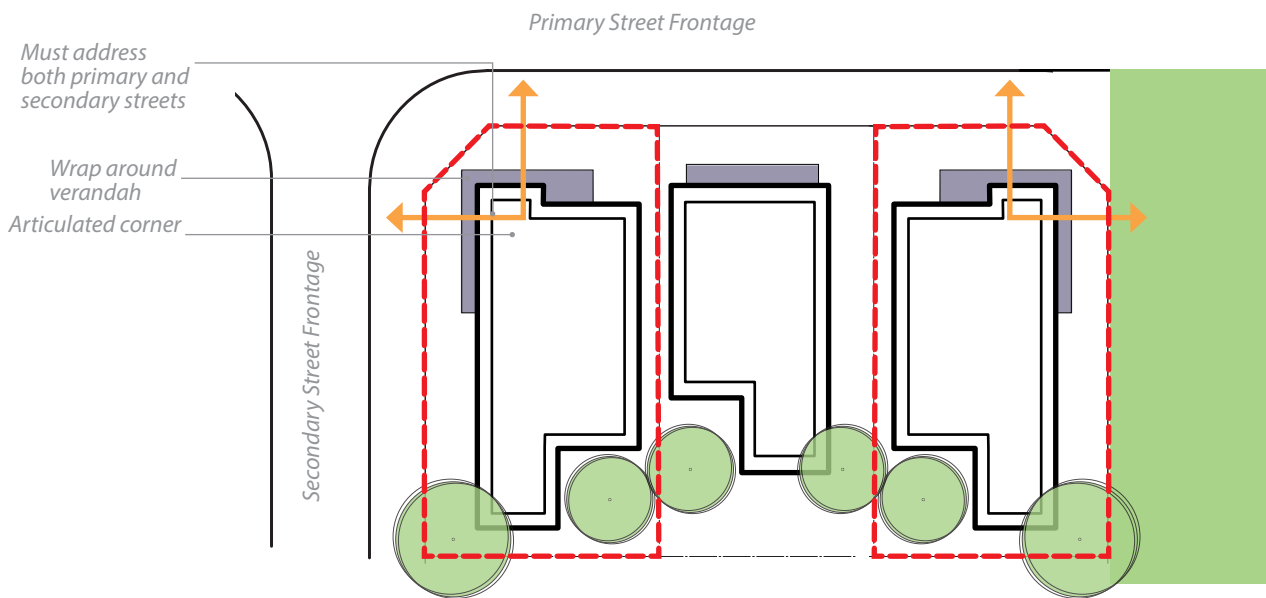 Primary Street Frontage
Must address
both primary and
secondary streets
Wrap around
verandah
Articulated corner
Secondary Street Frontage